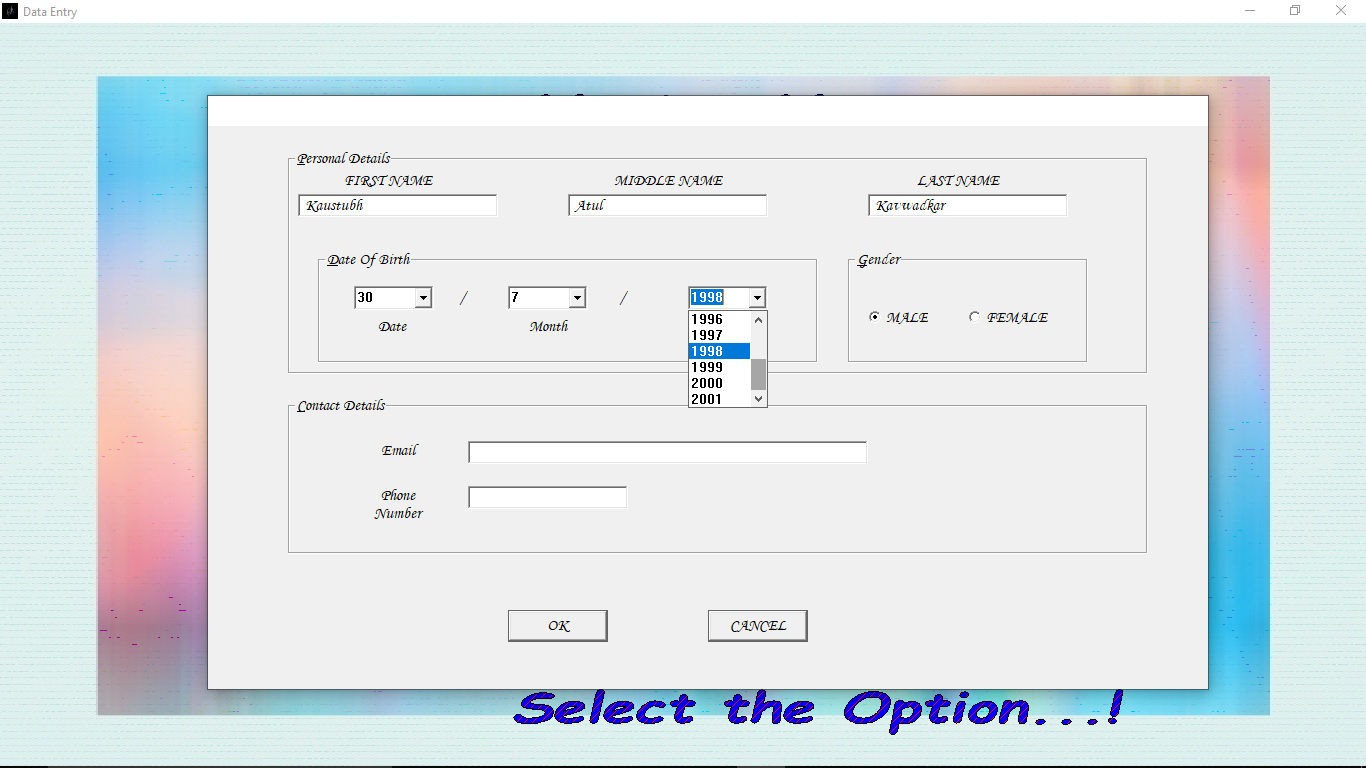 Data Entry
Personal Details
FIRST NAME MIDDLE NAME LAST NAME
Kaustubh Atul Kavwadkar
Date Of Birth Gender
30 / 7 / 1998
Date Month
MALE FEMALE
1996
1997
1998
1999
2000
2001
Contact Details
Email
Phone
Number
OK CANCEL
Select the Option...!